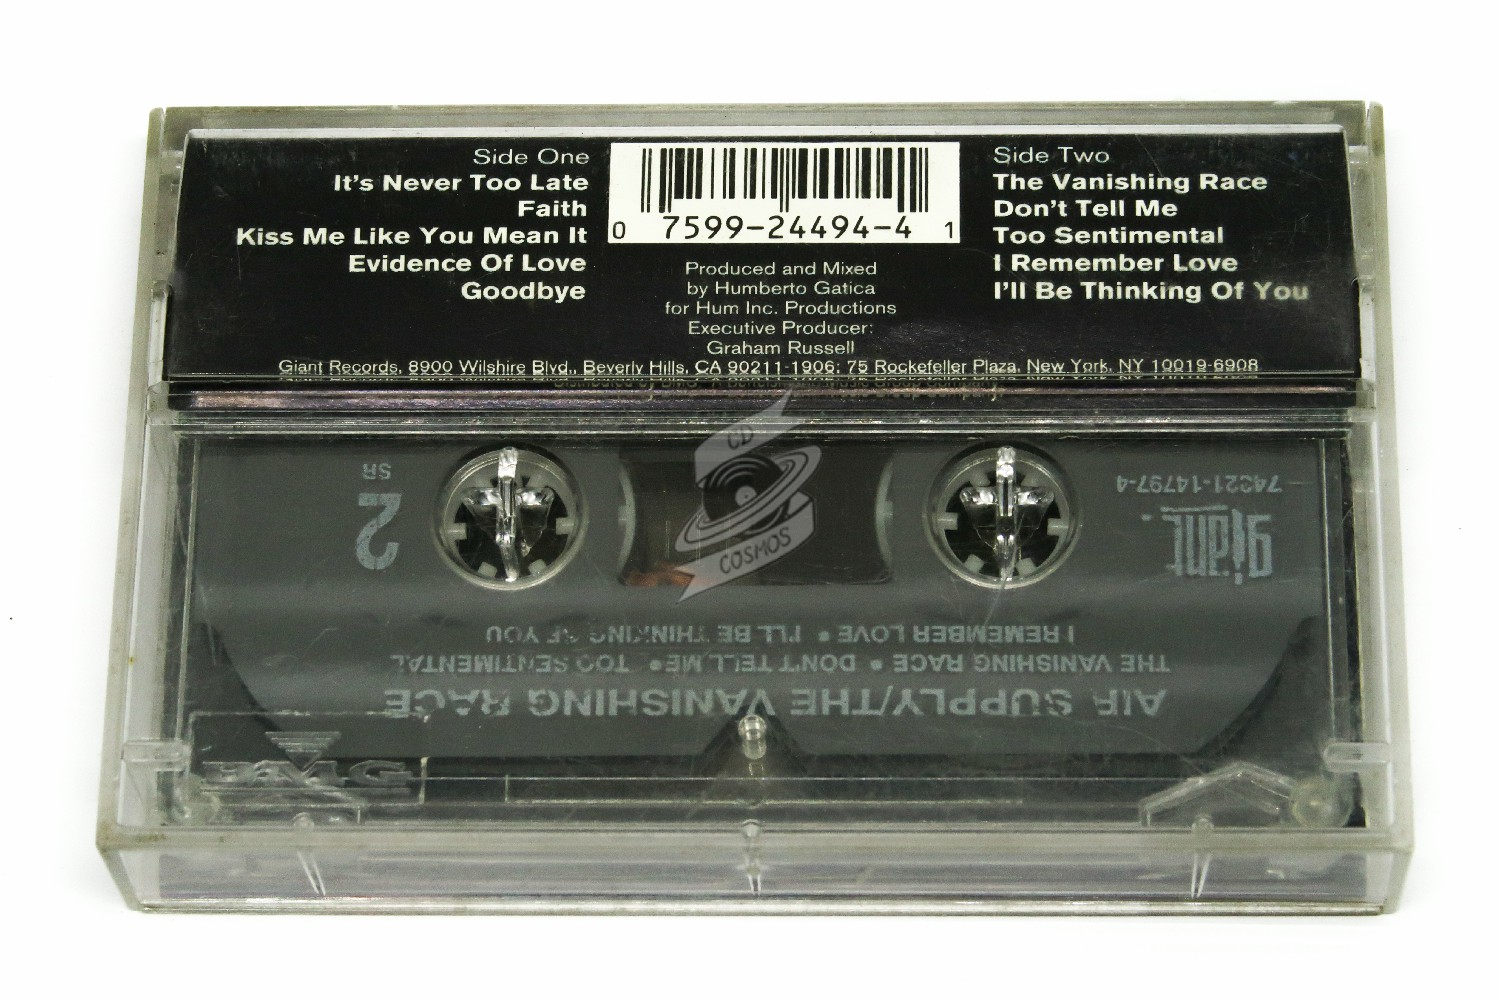 Side One
It's Never Too Late
Faith
Kiss Me Like You Mean It
Evidence Of Love
Goodbye
0 7599-24494-4 1
Produced and Mixed
by Humberto Gatica
for Hum Inc. Productions
Executive Producer:
Graham Russell
Side Two
The Vanishing Race
Don't Tell Me
Too Sentimental
I Remember Love
I'll Be Thinking Of You
Giant Records, 8900 Wilshire Blvd., Beverly Hills, CA 90211-1906; 75 Rockefeller Plaza, New York, NY 10019-6908
CD
COSMOS
AIR SUPPLY/THE VANISHING RACE
THE VANISHING RACE • DON'T TELL ME • TOO SENTIMENTAL
I REMEMBER LOVE • I'LL BE THINKING OF YOU
giant
74321-14797-4
2
SR
BMG